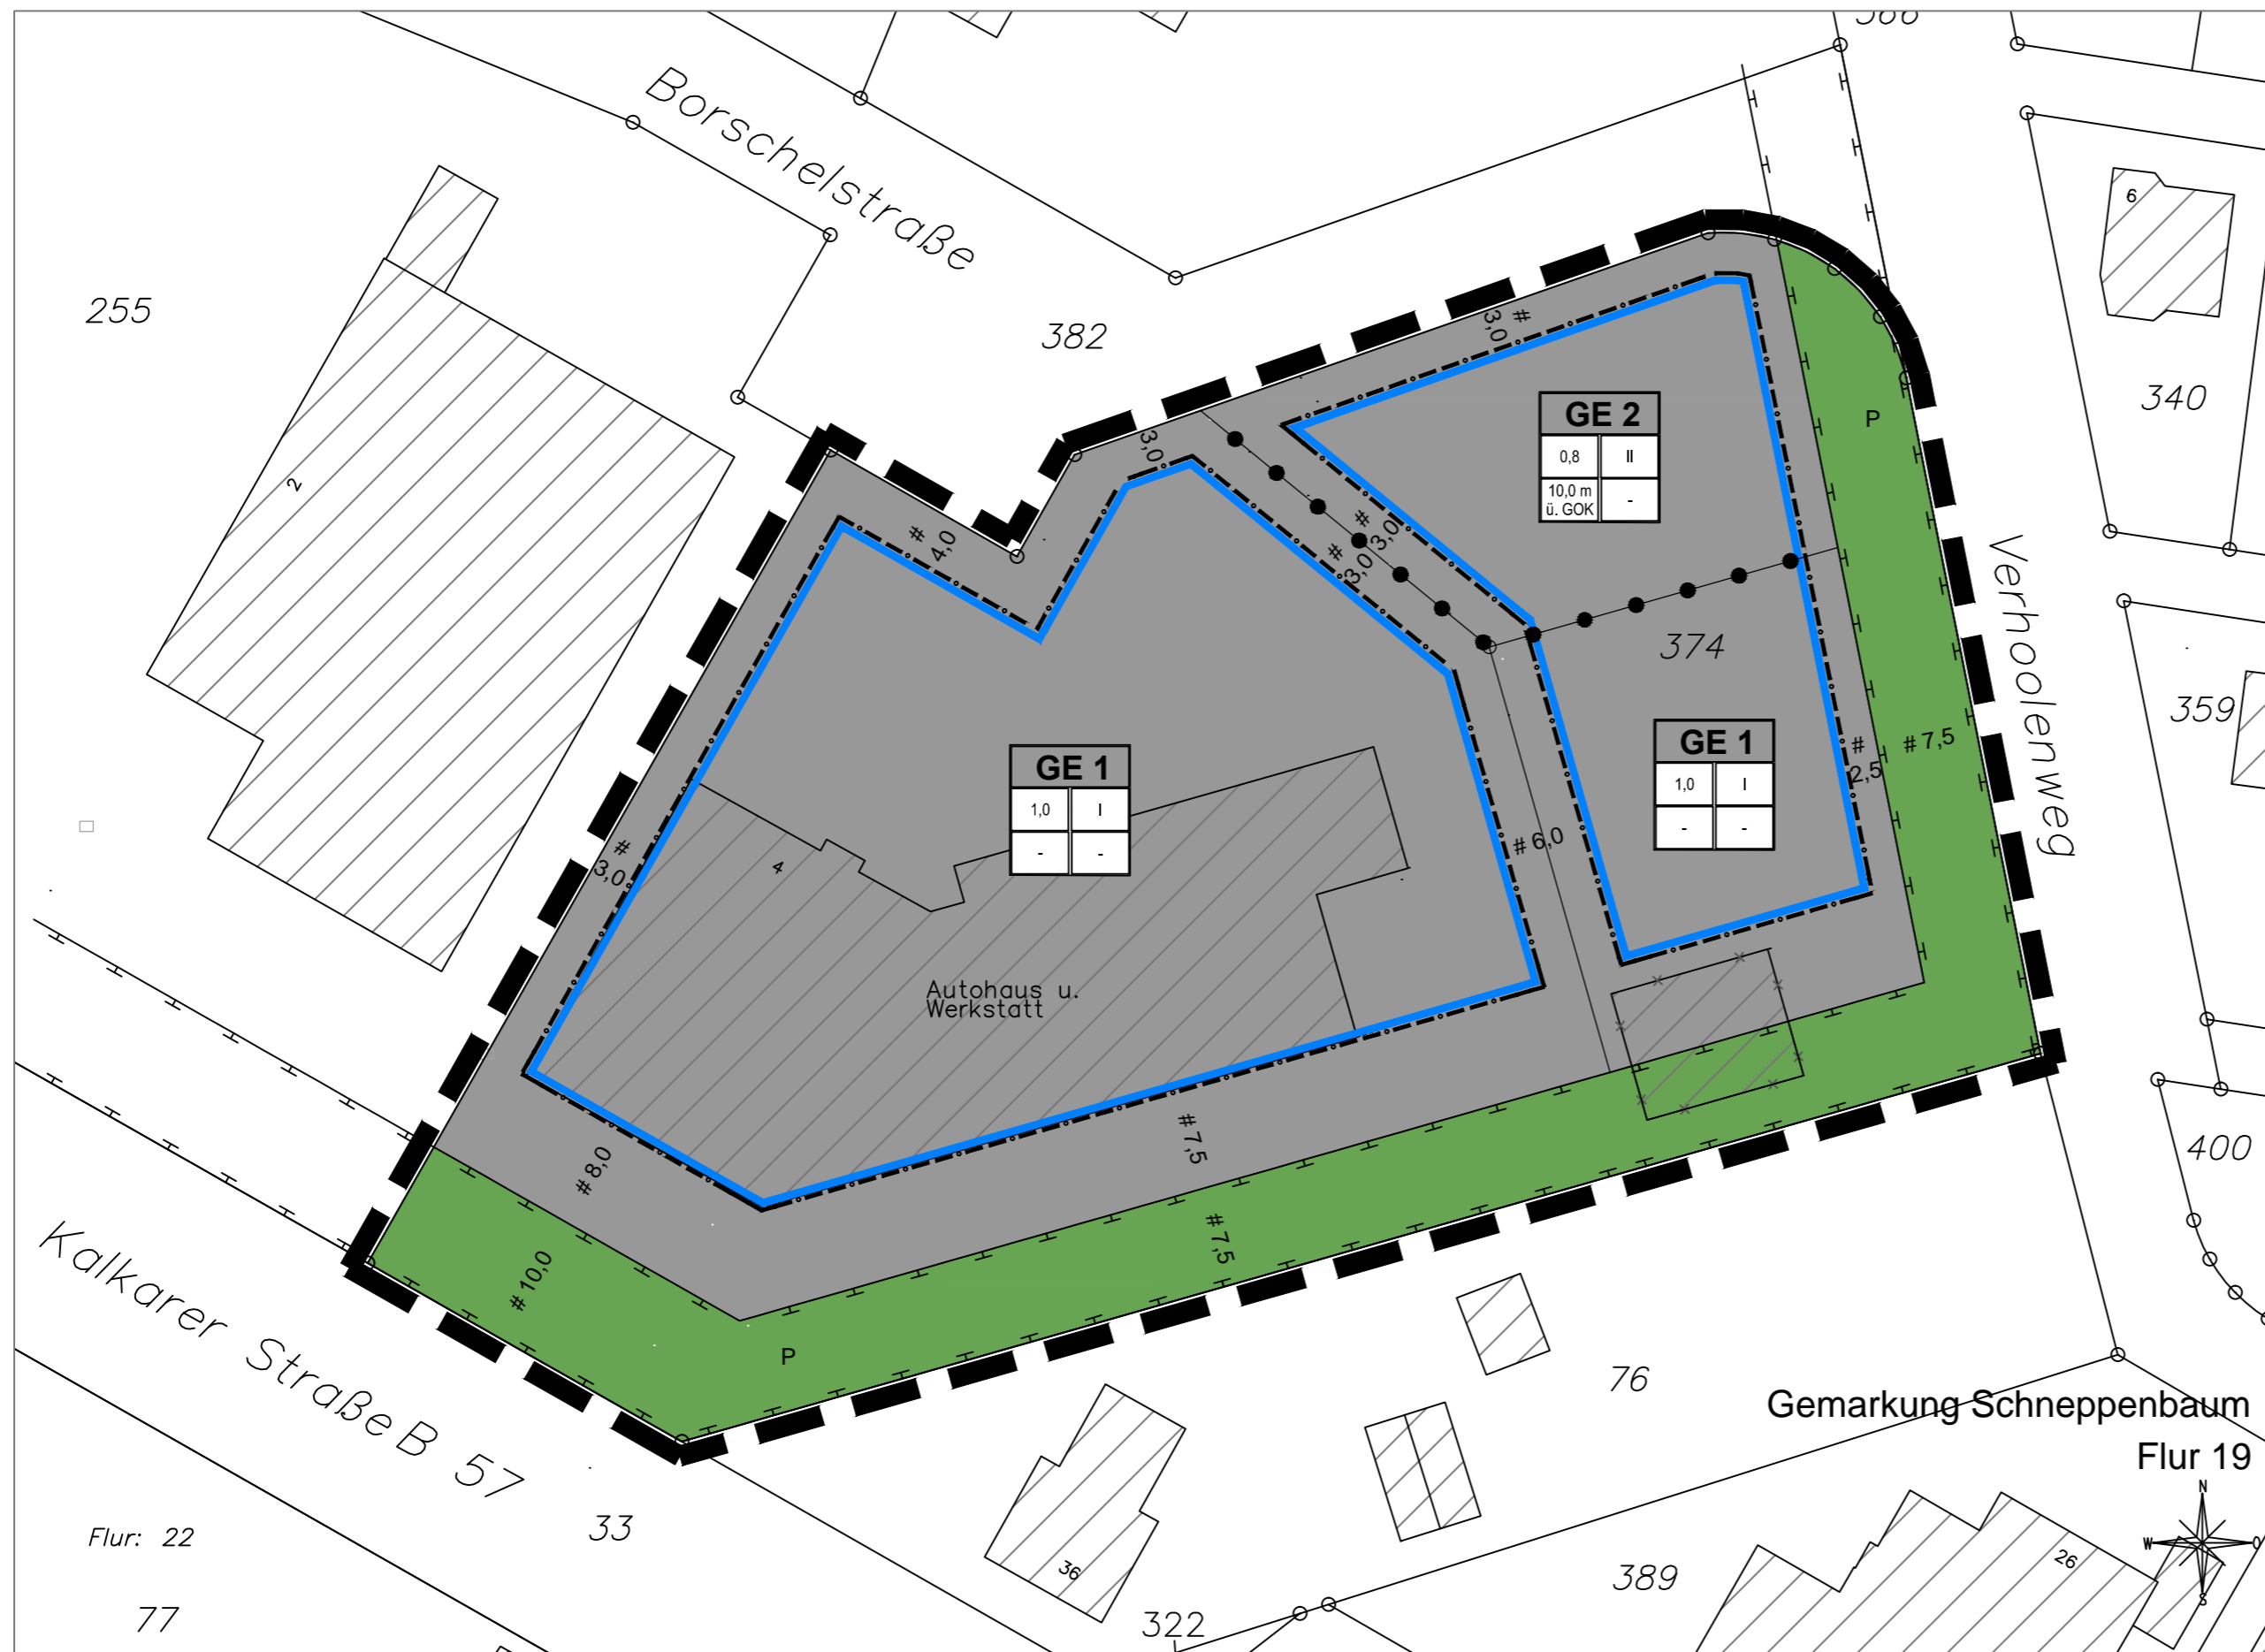 Borschelstraße
6
255
382
340
3,0
#
P
GE 2
0,8
II
10,0 m
ü. GOK
-
3,0
#
4,0
#
3,0
#
3,0
2
374
Verhoolenweg
359
#
2,5
# 7,5
GE 1
1,0
I
-
-
GE 1
1,0
I
-
-
#
3,0
4
# 6,0
Autohaus u.
Werkstatt
# 7,5
# 8,0
400
# 7,5
# 10,0
Kalkarer Straße B 57
P
76
Gemarkung Schneppenbaum
Flur 19
N
W
O
S
Flur: 22
33
36
26
389
77
322